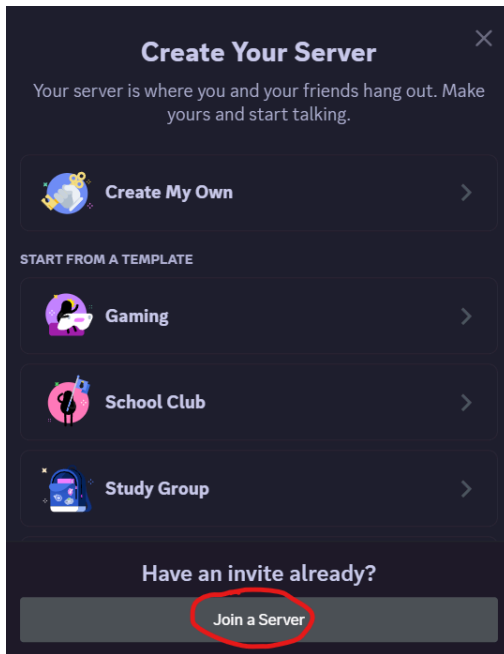 Create Your Server
Your server is where you and your friends hang out. Make
yours and start talking.
Create My Own
START FROM A TEMPLATE
Gaming
School Club
Study Group
Have an invite already?
Join a Server